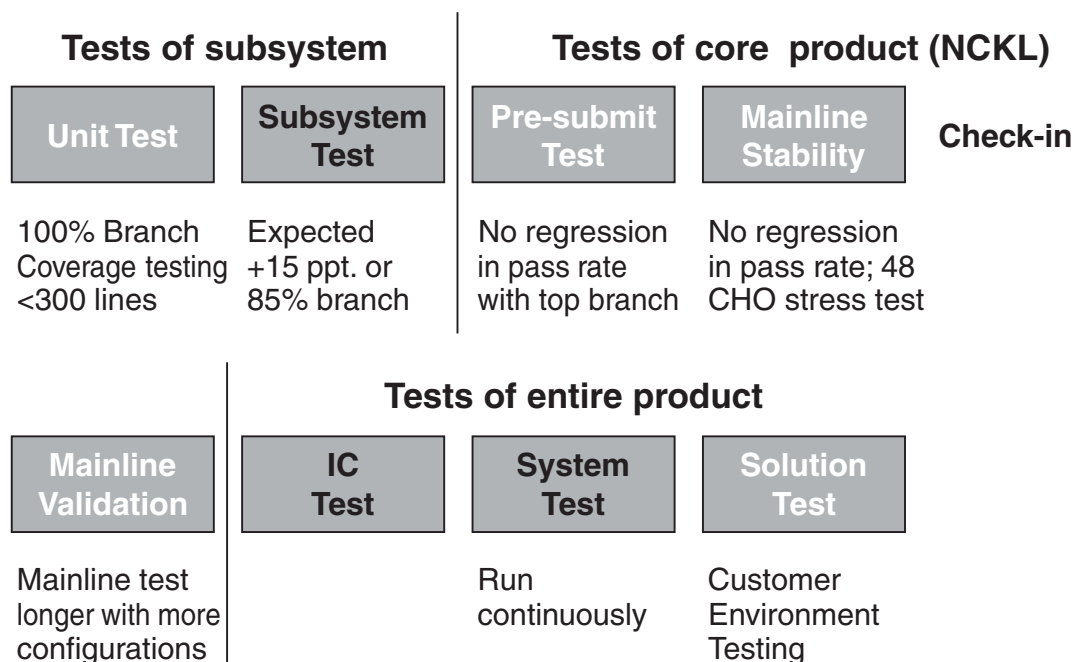 Tests of subsystem
Tests of core product (NCKL)
Unit Test
Subsystem
Test
Pre-submit
Test
Mainline
Stability
Check-in
100% Branch
Coverage testing
<300 lines
Expected
+15 ppt. or
85% branch
No regression
in pass rate
with top branch
No regression
in pass rate; 48
CHO stress test
Tests of entire product
Mainline
Validation
IC
Test
System
Test
Solution
Test
Mainline test
longer with more
configurations
Run
continuously
Customer
Environment
Testing